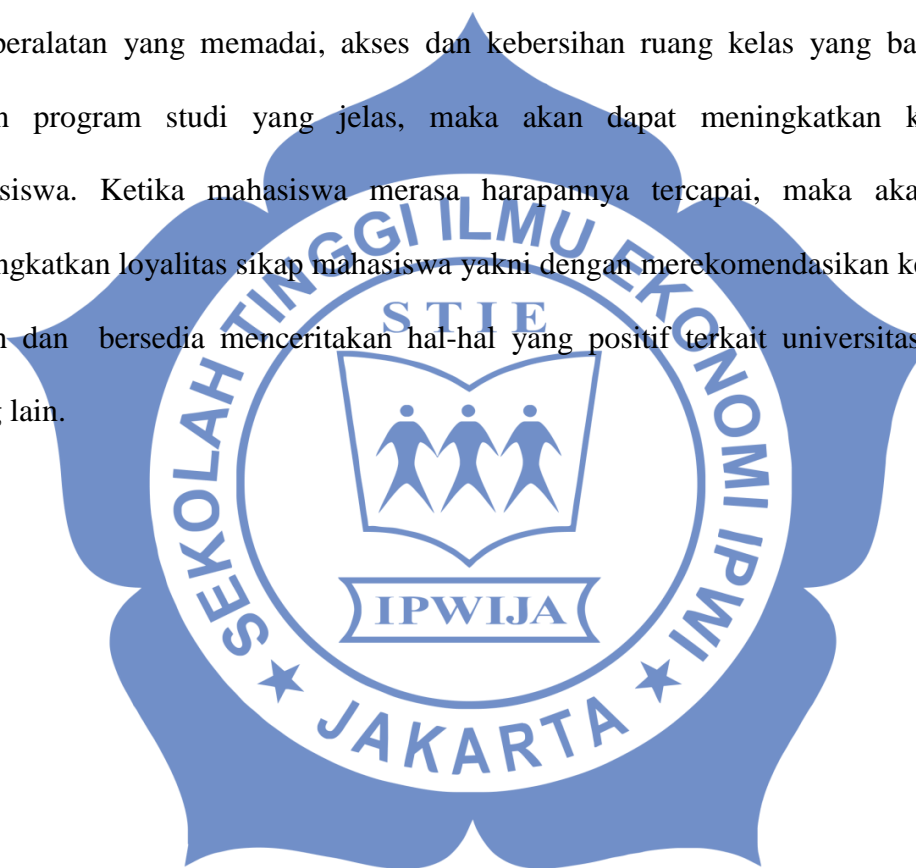 peralatan yang memadai, akses dan kebersihan ruang kelas yang ba
n program studi yang jelas, maka akan dapat meningkatkan k
siswa. Ketika mahasiswa merasa harapannya tercapai, maka aka
ngkatkan loyalitas sikap mahasiswa yakni dengan merekomendasikan ke
n dan bersedia menceritakan hal-hal yang positif terkait universitas
g lain.
SEKOLAH TINGGI ILMU EKONOMI IPWI
STIE
IPWIJA
★ JAKARTA ★